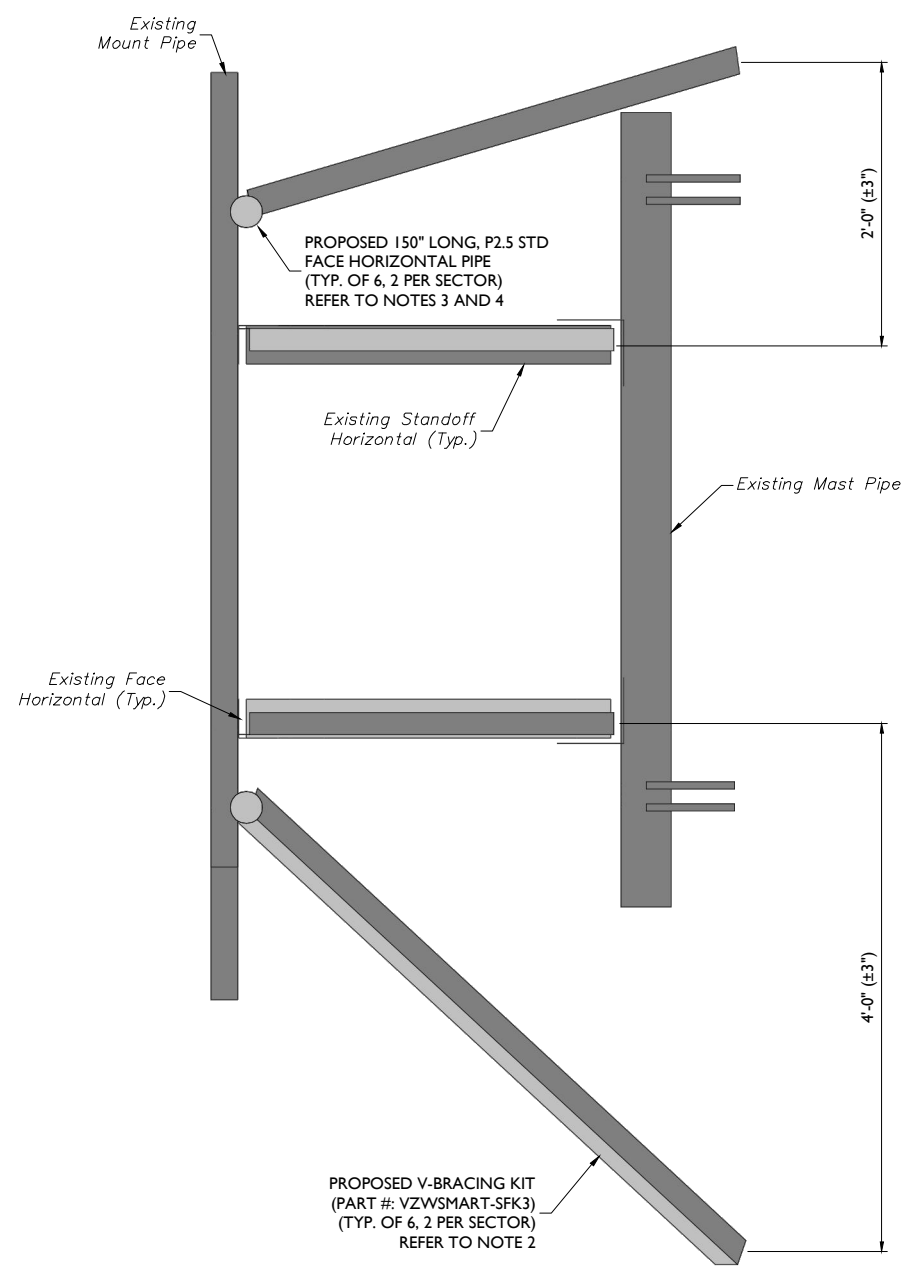 Existing
Mount Pipe
2'-0" (±3")
PROPOSED 150" LONG, P2.5 STD
FACE HORIZONTAL PIPE
(TYP. OF 6, 2 PER SECTOR)
REFER TO NOTES 3 AND 4
Existing Standoff
Horizontal (Typ.)
Existing Mast Pipe
Existing Face
Horizontal (Typ.)
4'-0" (±3")
PROPOSED V-BRACING KIT
(PART #: VZWSMART-SFK3)
(TYP. OF 6, 2 PER SECTOR)
REFER TO NOTE 2